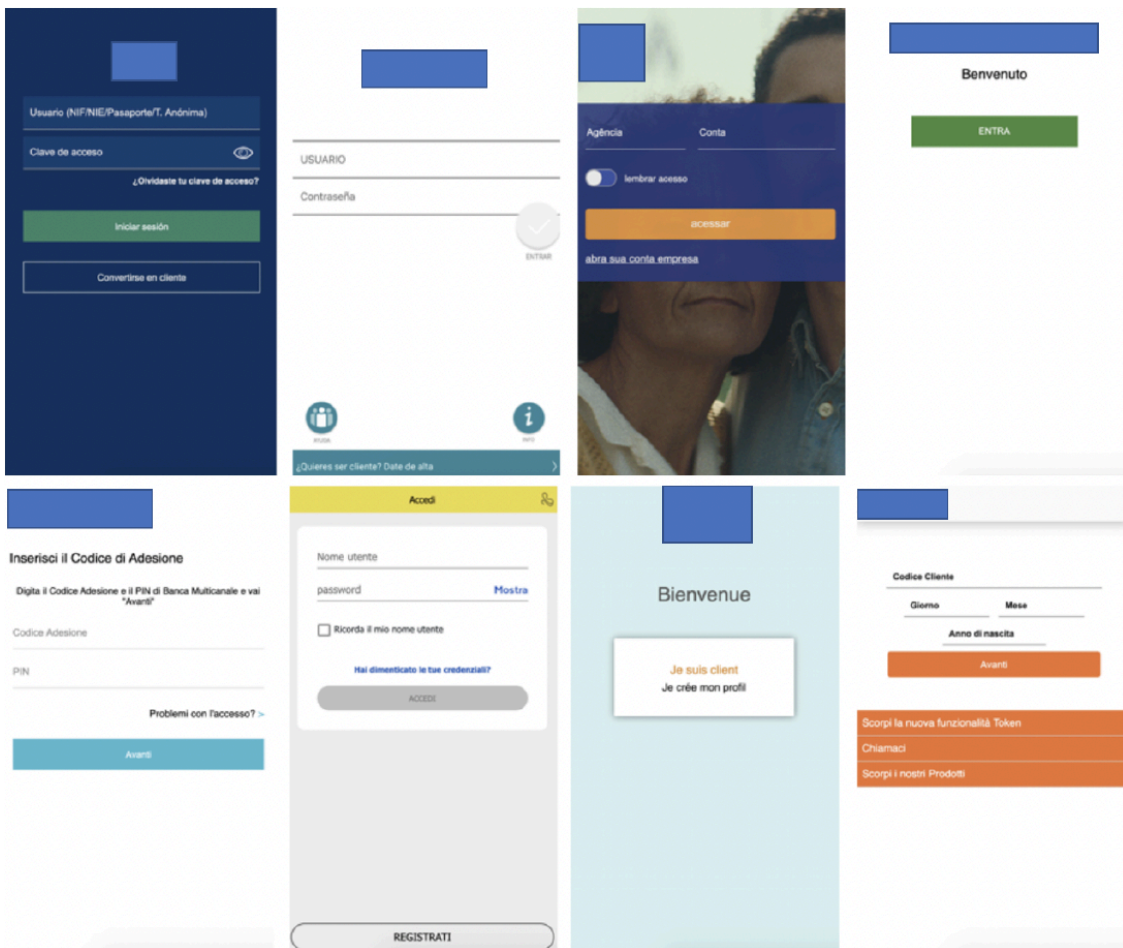 Usuario (NIF/NIE/Pasaporte/T. Anónima)
Clave de acceso
¿Olvidaste tu clave de acceso?
Iniciar sesión
Convertirse en cliente
USUARIO
Contraseña
ENTRAR
AYUDA
INFO
¿Quieres ser cliente? Date de alta
Agência Conta
lembrar acesso
acessar
abra sua conta empresa
Benvenuto
ENTRA
Inserisci il Codice di Adesione
Digita il Codice Adesione e il PIN di Banca Multicanale e vai
"Avanti"
Codice Adesione
PIN
Problemi con l'accesso? >
Avanti
Accedi
Nome utente
password Mostra
Ricorda il mio nome utente
Hai dimenticato le tue credenziali?
ACCEDI
REGISTRATI
Bienvenue
Je suis client
Je crée mon profil
Codice Cliente
Giorno Mese
Anno di nascita
Avanti
Scorpi la nuova funzionalità Token
Chiamaci
Scorpi i nostri Prodotti